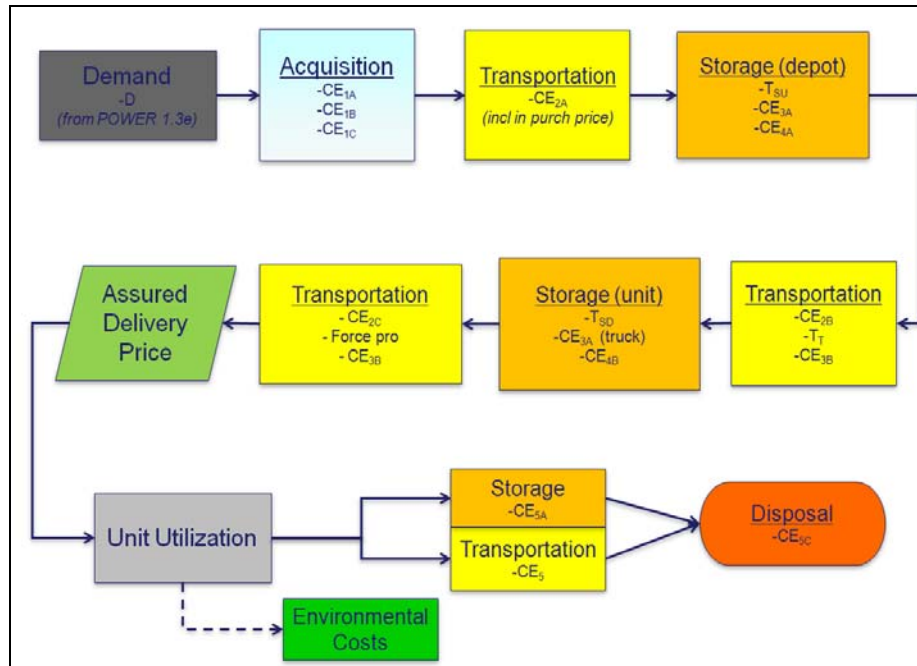 Demand
-D
(from POWER 1.3e)
Acquisition
-CE1A
-CE1B
-CE1C
Transportation
-CE2A
(incl in purch price)
Storage (depot)
-TSU
-CE3A
-CE4A
Assured
Delivery
Price
Transportation
- CE2C
- Force pro
- CE3B
Storage (unit)
-TSD
-CE3A (truck)
-CE4B
Transportation
-CE2B
-TT
-CE3B
Unit Utilization
Storage
-CE5A
Transportation
-CE5
Disposal
-CE5C
Environmental
Costs